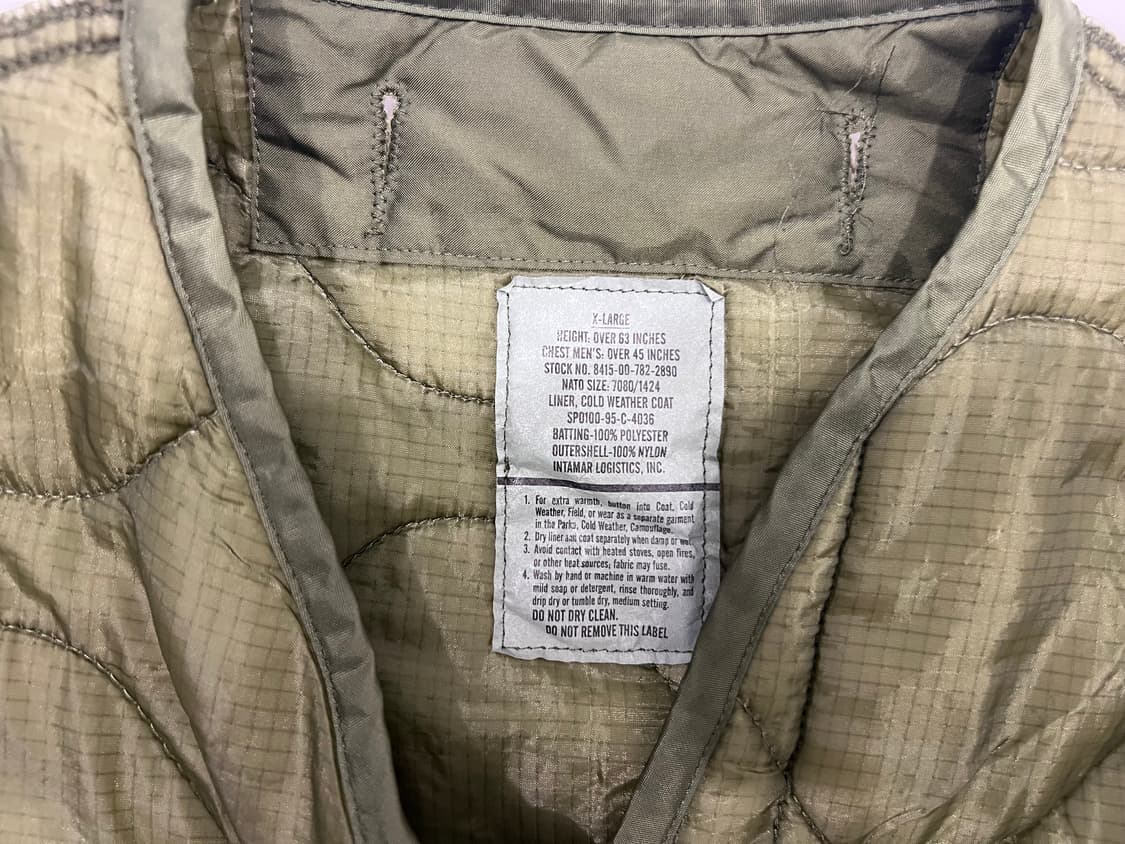 X-LARGE
HEIGHT: OVER 63 INCHES
CHEST MEN'S: OVER 45 INCHES
STOCK NO. 8415-00-782-2890
NATO SIZE: 7080/1424
LINER, COLD WEATHER COAT
SPO100-95-C-4036
BATTING-100% POLYESTER
OUTERSHELL-100% NYLON
INTAMAR LOGISTICS, INC.
1. For extra warmth, button into Coat, Cold
Weather, Field, or wear as a separate garment
in the Parka, Cold Weather, Camouflage.
2. Dry liner and coat separately when damp or wet.
3. Avoid contact with heated stoves, open fires,
or other heat sources; fabric may fuse.
4. Wash by hand or machine in warm water with
mild soap or detergent, rinse thoroughly, and
drip dry or tumble dry, medium setting.
DO NOT DRY CLEAN.
DO NOT REMOVE THIS LABEL